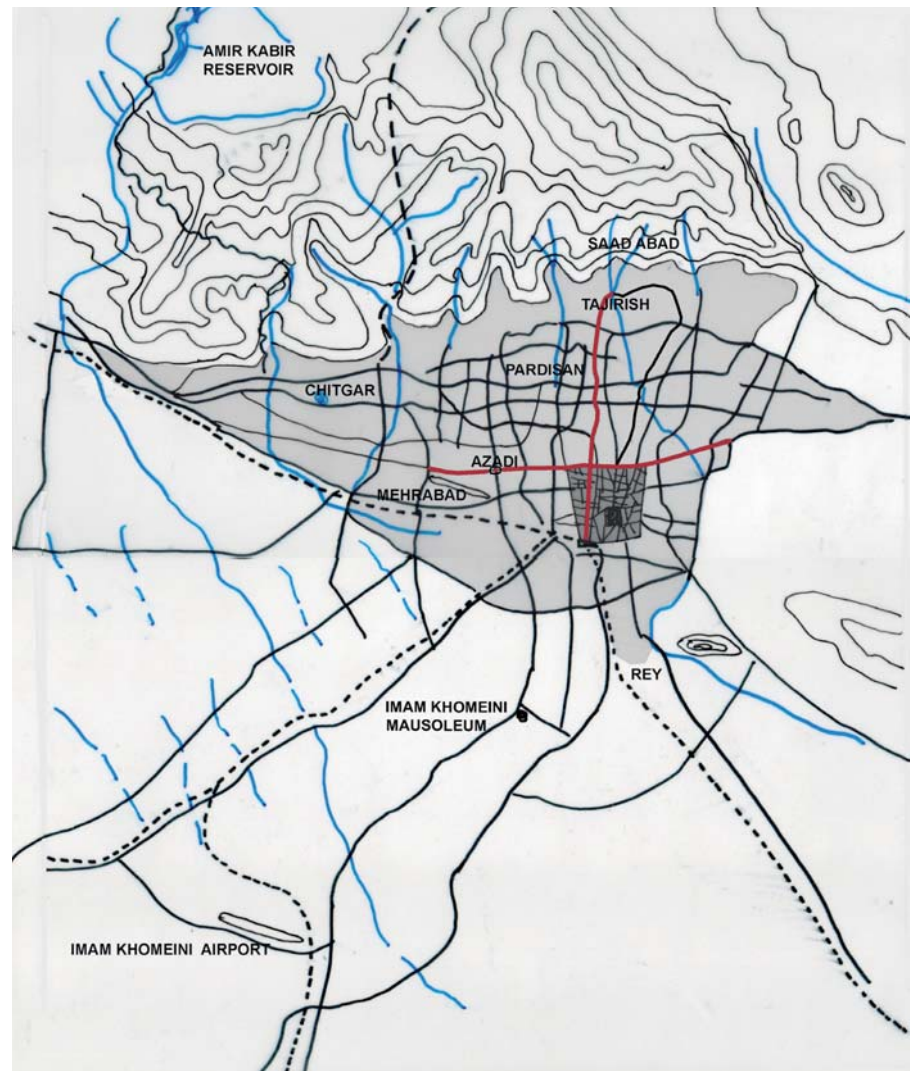 AMIR KABIR
RESERVOIR
SAAD ABAD
TAJIRISH
PARDISAN
CHITGAR
AZADI
MEHRABAD
REY
IMAM KHOMEINI
MAUSOLEUM
IMAM KHOMEINI AIRPORT